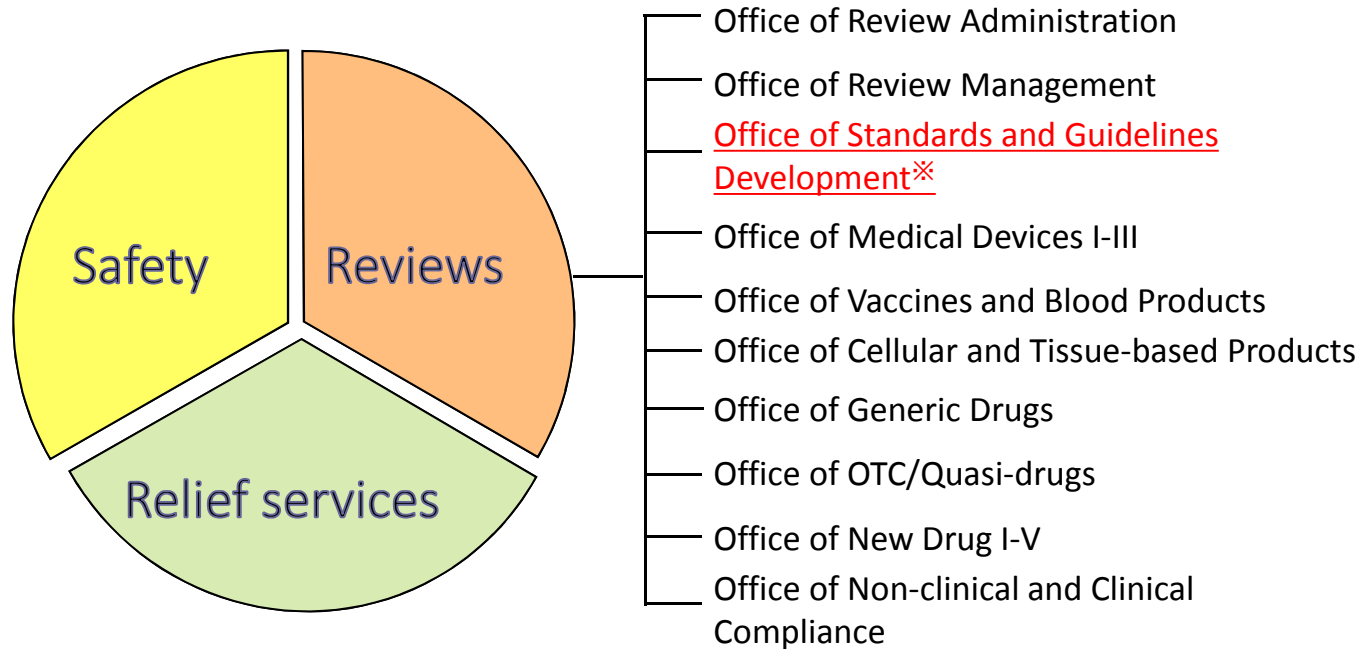 Safety
Reviews
Relief services
Office of Review Administration
Office of Review Management
Office of Standards and Guidelines
Development※
Office of Medical Devices I-III
Office of Vaccines and Blood Products
Office of Cellular and Tissue-based Products
Office of Generic Drugs
Office of OTC/Quasi-drugs
Office of New Drug I-V
Office of Non-clinical and Clinical
Compliance